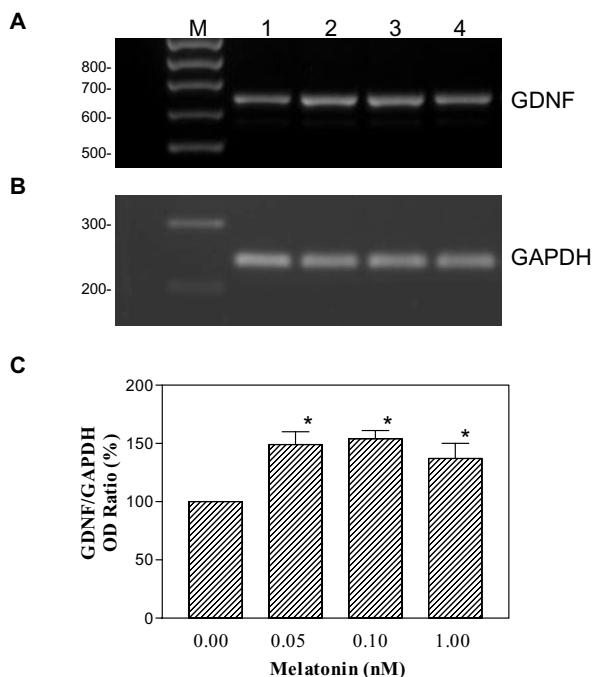 A
M 1 2 3 4
800-
700-
600-
500-
GDNF
B
300-
200-
GAPDH
C
GDNF/GAPDH
OD Ratio (%)
200
150
100
50
0
* * *
0.00 0.05 0.10 1.00
Melatonin (nM)